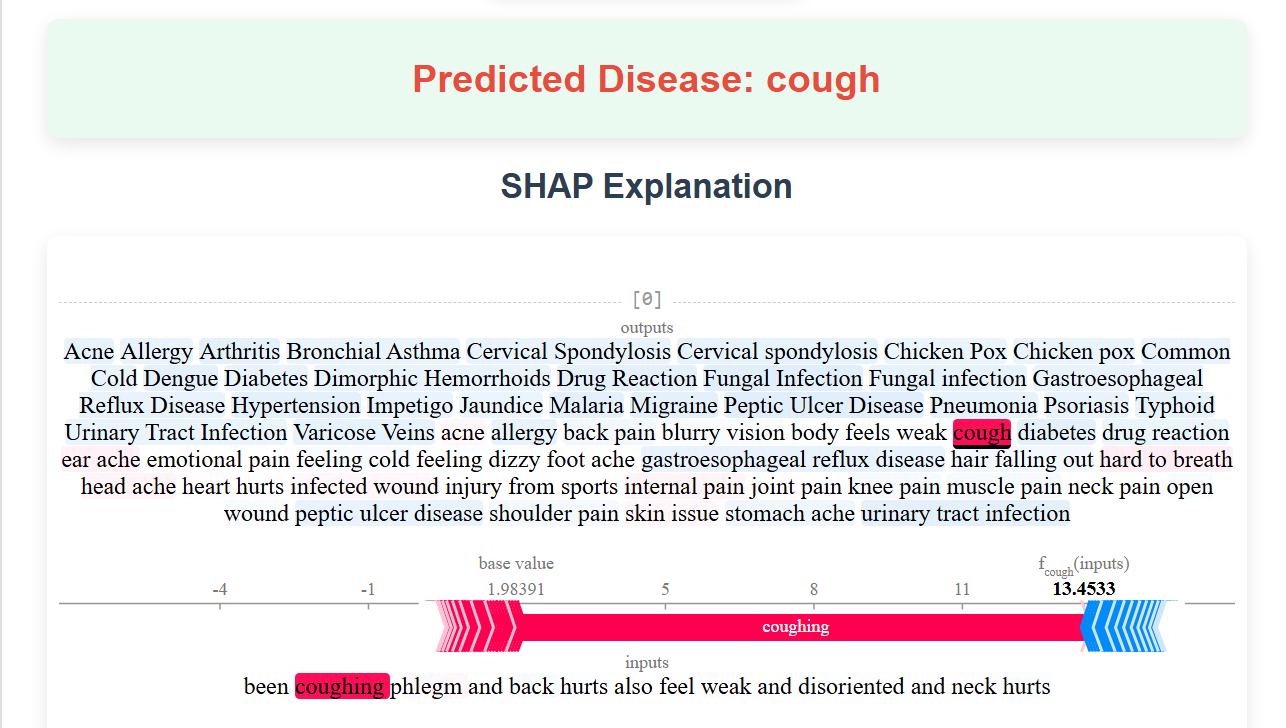 Predicted Disease: cough
SHAP Explanation
[0]
outputs
Acne Allergy Arthritis Bronchial Asthma Cervical Spondylosis Cervical spondylosis Chicken Pox Chicken pox Common
Cold Dengue Diabetes Dimorphic Hemorrhoids Drug Reaction Fungal Infection Fungal infection Gastroesophageal
Reflux Disease Hypertension Impetigo Jaundice Malaria Migraine Peptic Ulcer Disease Pneumonia Psoriasis Typhoid
Urinary Tract Infection Varicose Veins acne allergy back pain blurry vision body feels weak cough diabetes drug reaction
ear ache emotional pain feeling cold feeling dizzy foot ache gastroesophageal reflux disease hair falling out hard to breath
head ache heart hurts infected wound injury from sports internal pain joint pain knee pain muscle pain neck pain open
wound peptic ulcer disease shoulder pain skin issue stomach ache urinary tract infection
base value fcough(inputs)
-4 -1 1.98391 5 8 11 13.4533
coughing
inputs
been coughing phlegm and back hurts also feel weak and disoriented and neck hurts